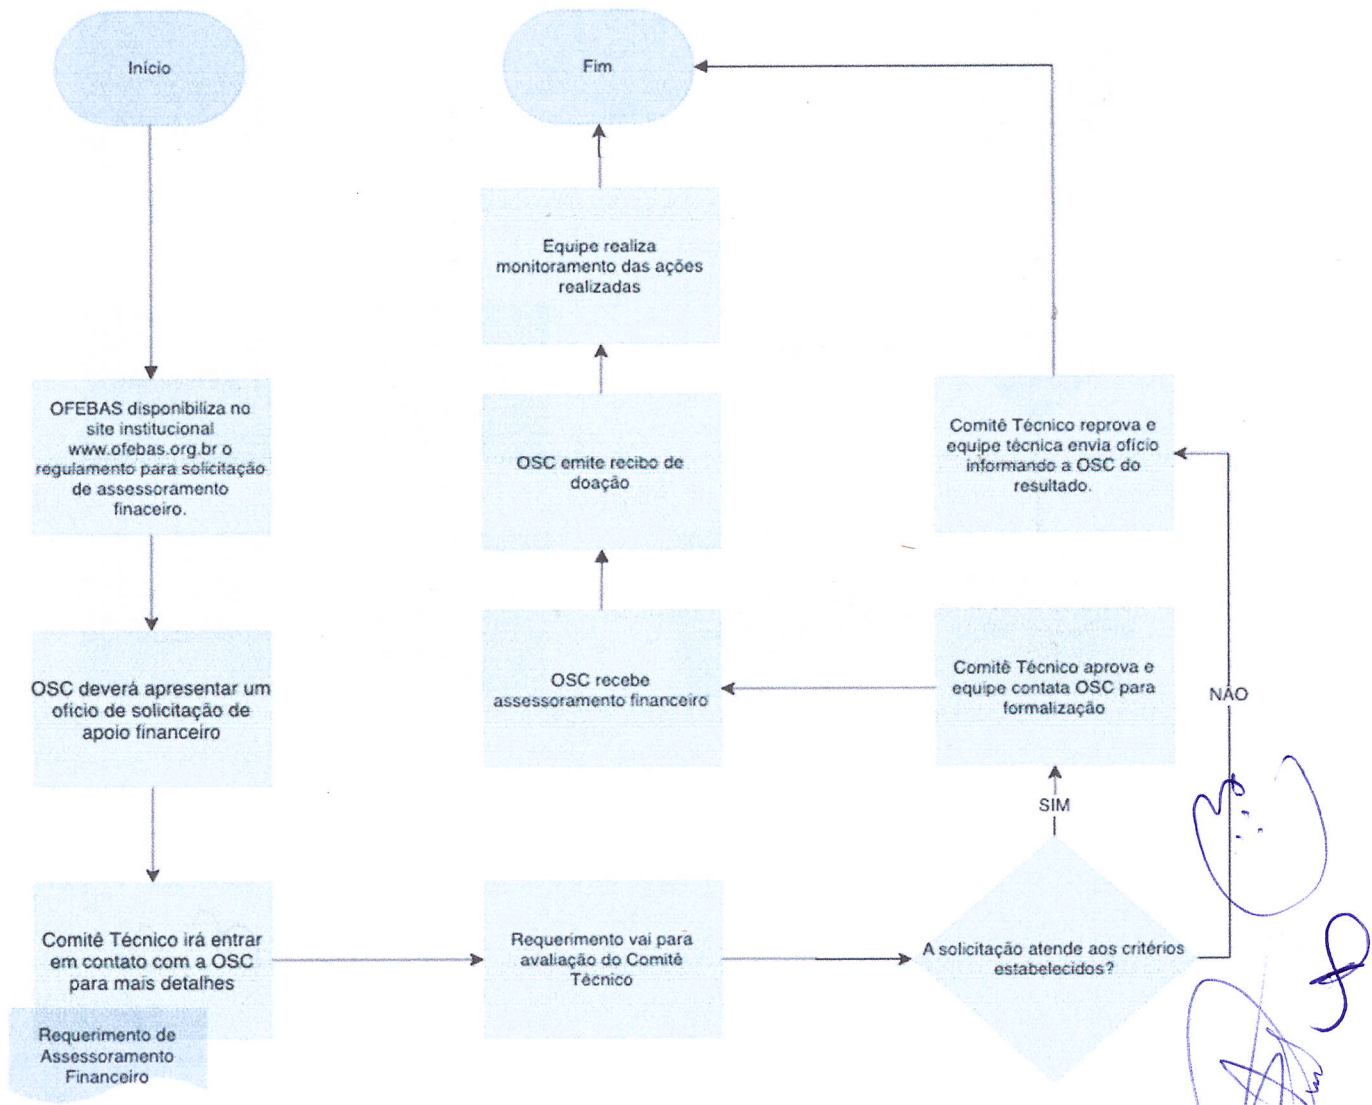 Início
OFEBAS disponibiliza no
site institucional
www.ofebas.org.br o
regulamento para solicitação
de assessoramento
finaceiro.
OSC deverá apresentar um
ofício de solicitação de
apoio financeiro
Comitê Técnico irá entrar
em contato com a OSC
para mais detalhes
Requerimento de
Assessoramento
Financeiro
Requerimento vai para
avaliação do Comitê
Técnico
A solicitação atende aos critérios
estabelecidos?
SIM
Comitê Técnico aprova e
equipe contata OSC para
formalização
OSC recebe
assessoramento financeiro
OSC emite recibo de
doação
Equipe realiza
monitoramento das ações
realizadas
Fim
NÃO
Comitê Técnico reprova e
equipe técnica envia ofício
informando a OSC do
resultado.